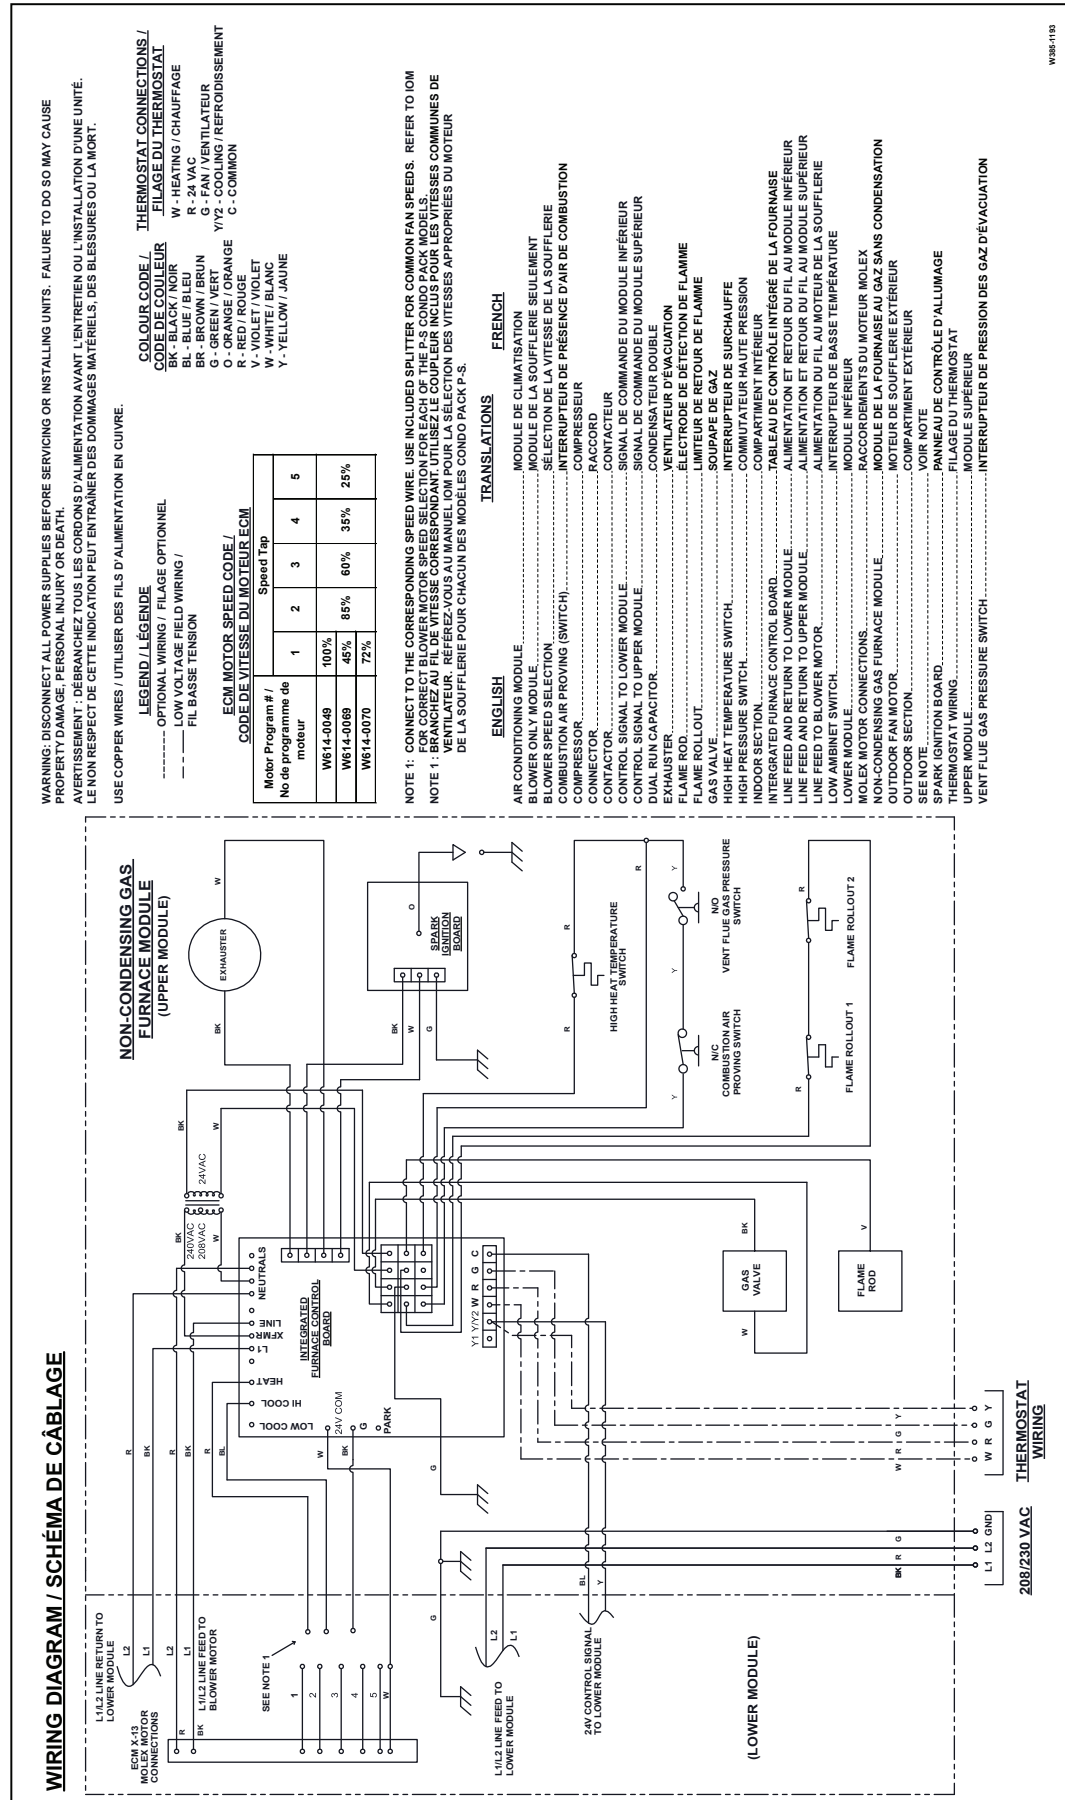 WIRING DIAGRAM / SCHÉMA DE CÂBLAGE
NON-CONDENSING GAS
FURNACE MODULE
(UPPER MODULE)
L1/L2 LINE RETURN TO
LOWER MODULE
L2
L1
L2
L1
R
BK
R
BK
ECM X-13
MOLEX MOTOR
CONNECTIONS
R
BK
L1/L2 LINE FEED TO
BLOWER MOTOR
SEE NOTE 1
1
2
3
4
5
W
R
BL
W
BK
LOW COOL
HI COOL
HEAT
L1
XFMR
LINE
NEUTRALS
24V COM
G
PARK
INTEGRATED
FURNACE CONTROL
BOARD
BK
W
240VAC
208VAC
24VAC
BK
W
BK
EXHAUSTER
W
BK
W
G
O
SPARK
IGNITION
BOARD
Y1 Y/Y2 W R G C
G
G
G
L2
L1
L1/L2 LINE FEED TO
LOWER MODULE
BL
Y
24V CONTROL SIGNAL
TO LOWER MODULE
R
R
R
HIGH HEAT TEMPERATURE
SWITCH
Y
Y
Y
N/C
COMBUSTION AIR
PROVING SWITCH
N/O
VENT FLUE GAS PRESSURE
SWITCH
R
R
FLAME ROLLOUT 1
FLAME ROLLOUT 2
BK
W
GAS
VALVE
V
FLAME
ROD
(LOWER MODULE)
BK R G
L1 L2 GND
208/230 VAC
W R G Y
W R G Y
THERMOSTAT
WIRING
WARNING: DISCONNECT ALL POWER SUPPLIES BEFORE SERVICING OR INSTALLING UNITS. FAILURE TO DO SO MAY CAUSE
PROPERTY DAMAGE, PERSONAL INJURY OR DEATH.
AVERTISSEMENT : DÉBRANCHEZ TOUS LES CORDONS D'ALIMENTATION AVANT L'ENTRETIEN OU L'INSTALLATION D'UNE UNITÉ.
LE NON RESPECT DE CETTE INDICATION PEUT ENTRAÎNER DES DOMMAGES MATÉRIELS, DES BLESSURES OU LA MORT.
USE COPPER WIRES / UTILISER DES FILS D'ALIMENTATION EN CUIVRE.
LEGEND / LÉGENDE
OPTIONAL WIRING / FILAGE OPTIONNEL
LOW VOLTAGE FIELD WIRING /
FIL BASSE TENSION
COLOUR CODE /
CODE DE COULEUR
BK - BLACK / NOIR
BL - BLUE / BLEU
BR - BROWN / BRUN
G - GREEN / VERT
O - ORANGE / ORANGE
R - RED / ROUGE
V - VIOLET / VIOLET
W - WHITE / BLANC
Y - YELLOW / JAUNE
THERMOSTAT CONNECTIONS /
FILAGE DU THERMOSTAT
W - HEATING / CHAUFFAGE
R - 24 VAC
G - FAN / VENTILATEUR
Y/Y2 - COOLING / REFROIDISSEMENT
C - COMMON
ECM MOTOR SPEED CODE /
CODE DE VITESSE DU MOTEUR ECM
Motor Program # /
No de programme de
moteur
Speed Tap
1 2 3 4 5
W614-0049 100%
W614-0069 45% 85% 60% 35% 25%
W614-0070 72%
NOTE 1: CONNECT TO THE CORRESPONDING SPEED WIRE. USE INCLUDED SPLITTER FOR COMMON FAN SPEEDS. REFER TO IOM
FOR CORRECT BLOWER MOTOR SPEED SELECTION FOR EACH OF THE P-S CONDO PACK MODELS.
NOTE 1 : BRANCHEZ AU FIL DE VITESSE CORRESPONDANT. UTILISEZ LE COUPLEUR INCLUS POUR LES VITESSES COMMUNES DE
VENTILATEUR. RÉFÉREZ-VOUS AU MANUEL IOM POUR LA SÉLECTION DES VITESSES APPROPRIÉES DU MOTEUR
DE LA SOUFFLERIE POUR CHACUN DES MODÈLES CONDO PACK P-S.
TRANSLATIONS
ENGLISH FRENCH
AIR CONDITIONING MODULE MODULE DE CLIMATISATION
BLOWER ONLY MODULE MODULE DE LA SOUFFLERIE SEULEMENT
BLOWER SPEED SELECTION SÉLECTION DE LA VITESSE DE LA SOUFFLERIE
COMBUSTION AIR PROVING (SWITCH) INTERRUPTEUR DE PRÉSENCE D'AIR DE COMBUSTION
COMPRESSOR COMPRESSEUR
CONNECTOR RACCORD
CONTACTOR CONTACTEUR
CONTROL SIGNAL TO LOWER MODULE SIGNAL DE COMMANDE DU MODULE INFÉRIEUR
CONTROL SIGNAL TO UPPER MODULE SIGNAL DE COMMANDE DU MODULE SUPÉRIEUR
DUAL RUN CAPACITOR CONDENSATEUR DOUBLE
EXHAUSTER VENTILATEUR D'ÉVACUATION
FLAME ROD ÉLECTRODE DE DÉTECTION DE FLAMME
FLAME ROLLOUT LIMITEUR DE RETOUR DE FLAMME
GAS VALVE SOUPAPE DE GAZ
HIGH HEAT TEMPERATURE SWITCH INTERRUPTEUR DE SURCHAUFFE
HIGH PRESSURE SWITCH COMMUTATEUR HAUTE PRESSION
INDOOR SECTION COMPARTIMENT INTÉRIEUR
INTERGRATED FURNACE CONTROL BOARD TABLEAU DE CONTRÔLE INTÉGRÉ DE LA FOURNAISE
LINE FEED AND RETURN TO LOWER MODULE ALIMENTATION ET RETOUR DU FIL AU MODULE INFÉRIEUR
LINE FEED AND RETURN TO UPPER MODULE ALIMENTATION ET RETOUR DU FIL AU MODULE SUPÉRIEUR
LINE FEED TO BLOWER MOTOR ALIMENTATION DU FIL AU MOTEUR DE LA SOUFFLERIE
LOW AMBINET SWITCH INTERRUPTEUR DE BASSE TEMPÉRATURE
LOWER MODULE MODULE INFÉRIEUR
MOLEX MOTOR CONNECTIONS RACCORDEMENTS DU MOTEUR MOLEX
NON-CONDENSING GAS FURNACE MODULE MODULE DE LA FOURNAISE AU GAZ SANS CONDENSATION
OUTDOOR FAN MOTOR MOTEUR DE SOUFFLERIE EXTÉRIEUR
OUTDOOR SECTION COMPARTIMENT EXTÉRIEUR
SEE NOTE VOIR NOTE
SPARK IGNITION BOARD PANNEAU DE CONTRÔLE D'ALLUMAGE
THERMOSTAT WIRING FILAGE DU THERMOSTAT
UPPER MODULE MODULE SUPÉRIEUR
VENT FLUE GAS PRESSURE SWITCH INTERRUPTEUR DE PRESSION DES GAZ D'ÉVACUATION
W385-1193